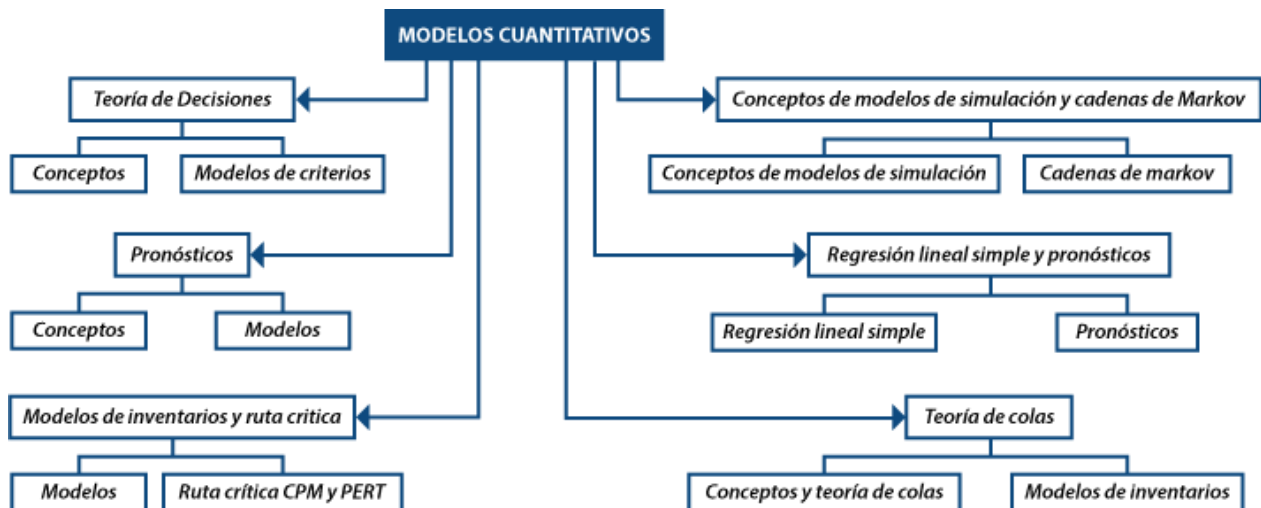 MODELOS CUANTITATIVOS
Teoría de Decisiones
Conceptos
Modelos de criterios
Pronósticos
Conceptos
Modelos
Modelos de inventarios y ruta critica
Modelos
Ruta crítica CPM y PERT
Conceptos de modelos de simulación y cadenas de Markov
Conceptos de modelos de simulación
Cadenas de markov
Regresión lineal simple y pronósticos
Regresión lineal simple
Pronósticos
Teoría de colas
Conceptos y teoría de colas
Modelos de inventarios